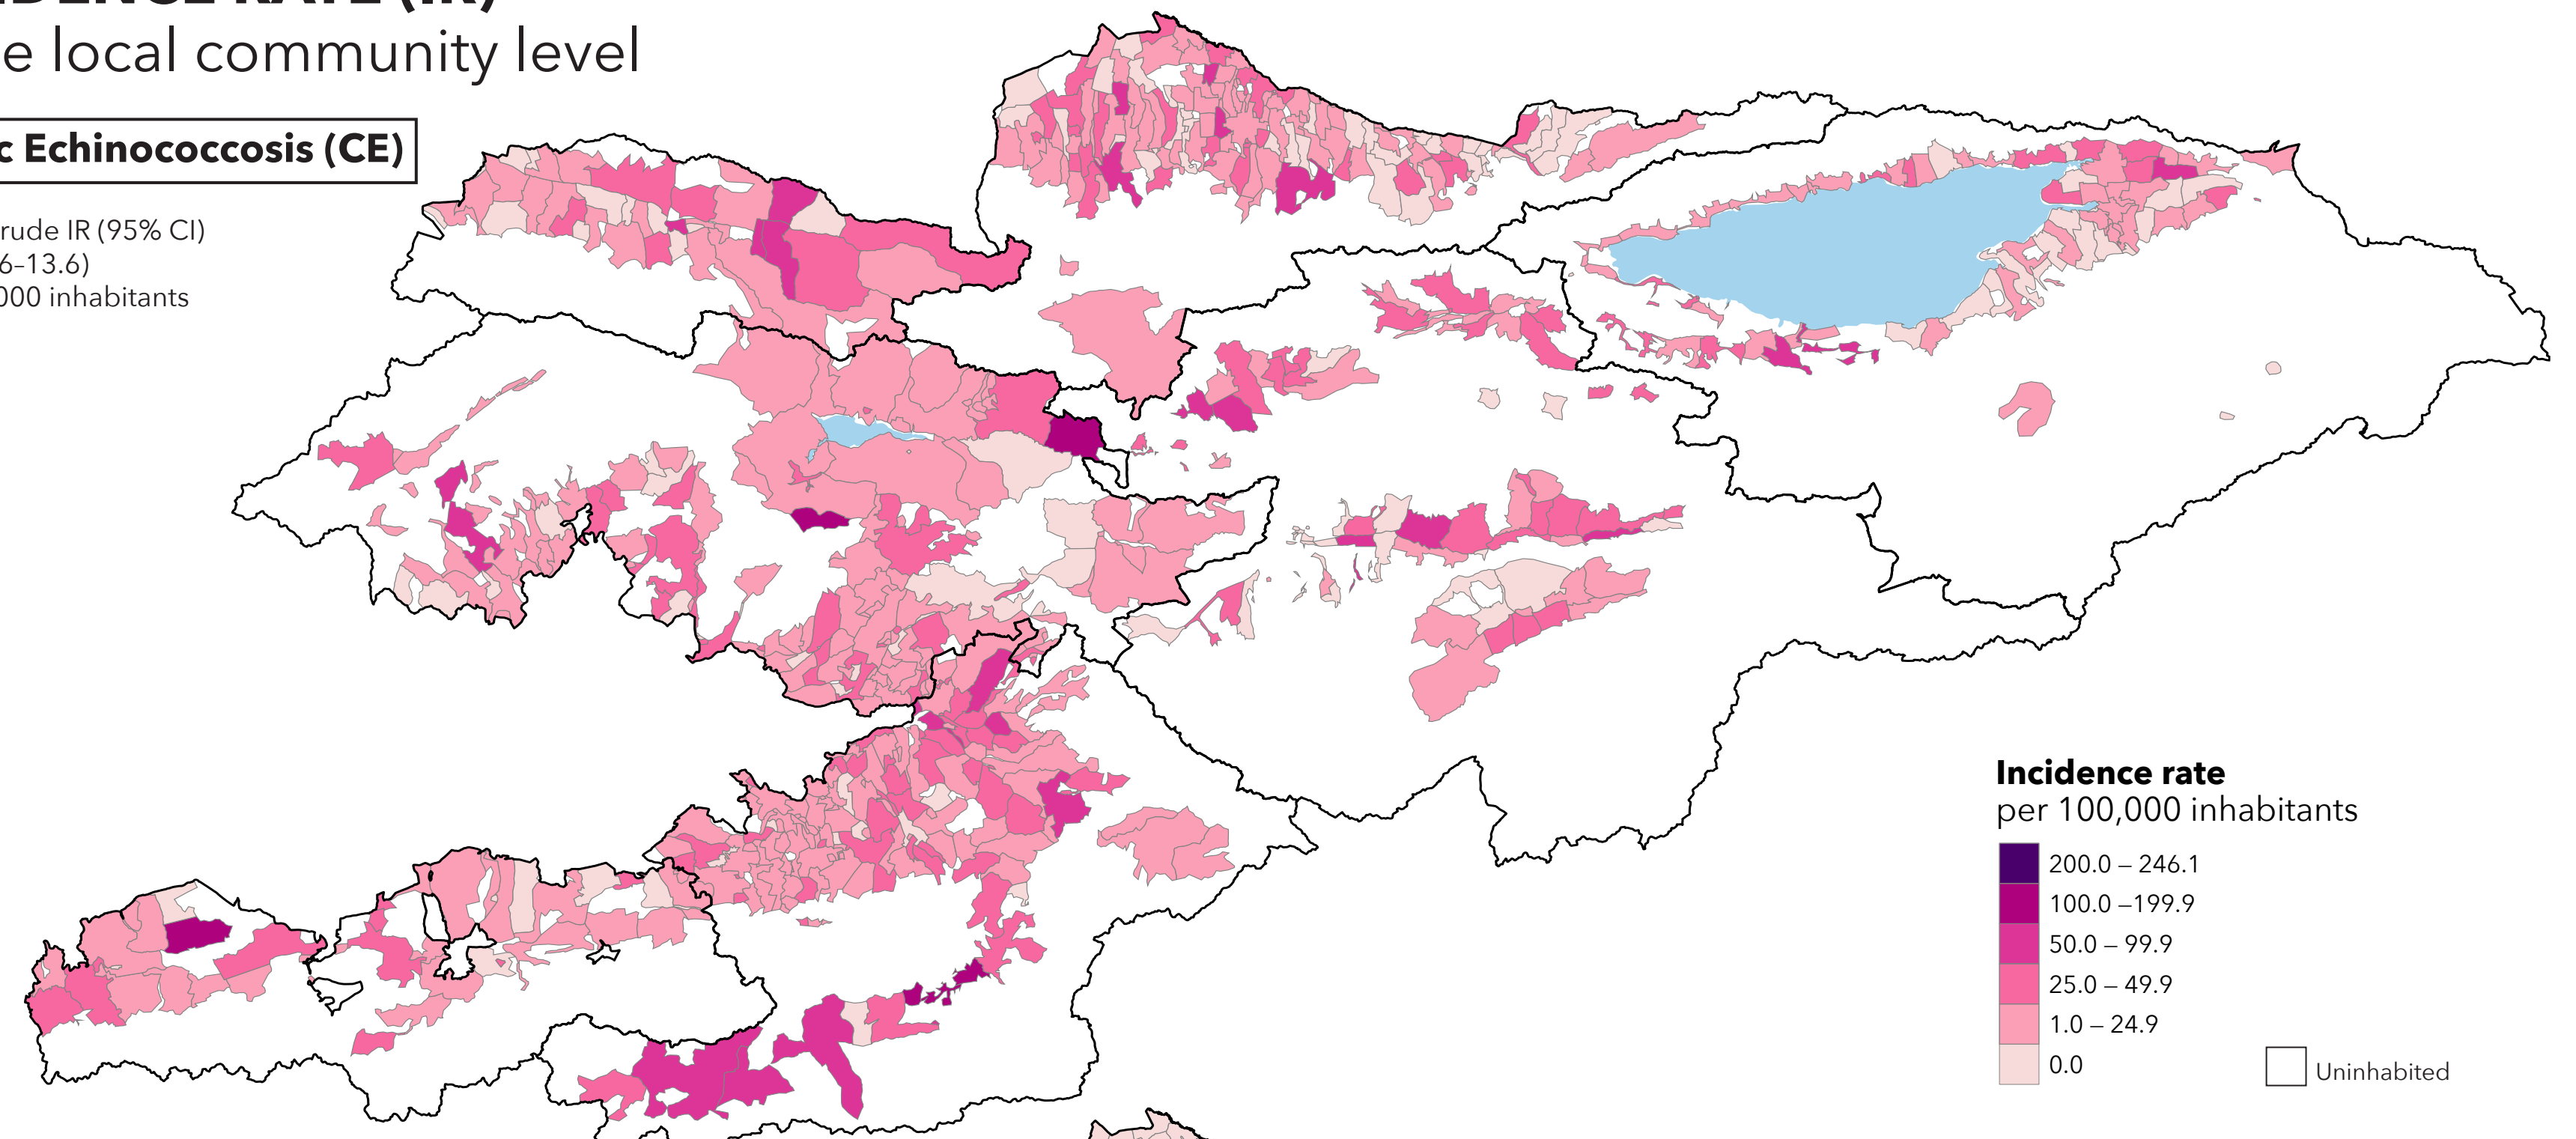 RATE (IR)
e local community level
c Echinococcosis (CE)
rude IR (95% CI)
6–13.6)
000 inhabitants
Incidence rate
per 100,000 inhabitants
200.0 – 246.1
100.0 –199.9
50.0 – 99.9
25.0 – 49.9
1.0 – 24.9
0.0
Uninhabited